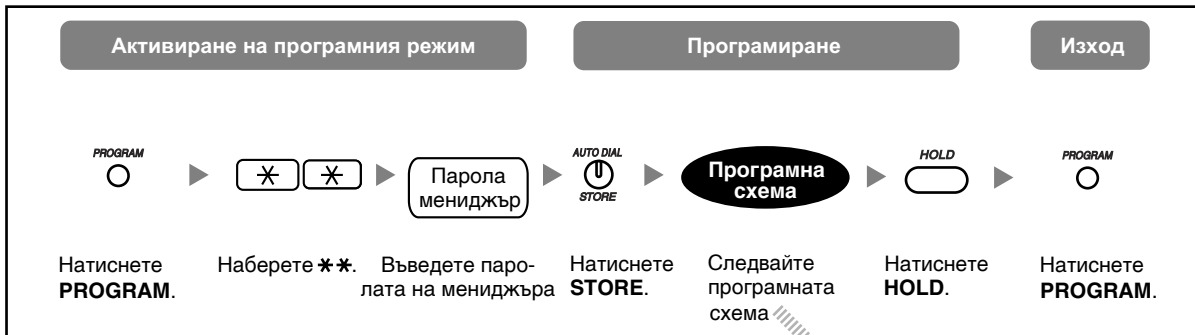 Активиране на програмния режим
Програмиране
Изход
PROGRAM
AUTO DIAL
STORE
HOLD
PROGRAM
Парола
мениджър
Програмна
схема
Натиснете
PROGRAM.
Наберете **.
Въведете паро-
лата на мениджъра
Натиснете
STORE.
Следвайте
програмната
схема
Натиснете
HOLD.
Натиснете
PROGRAM.